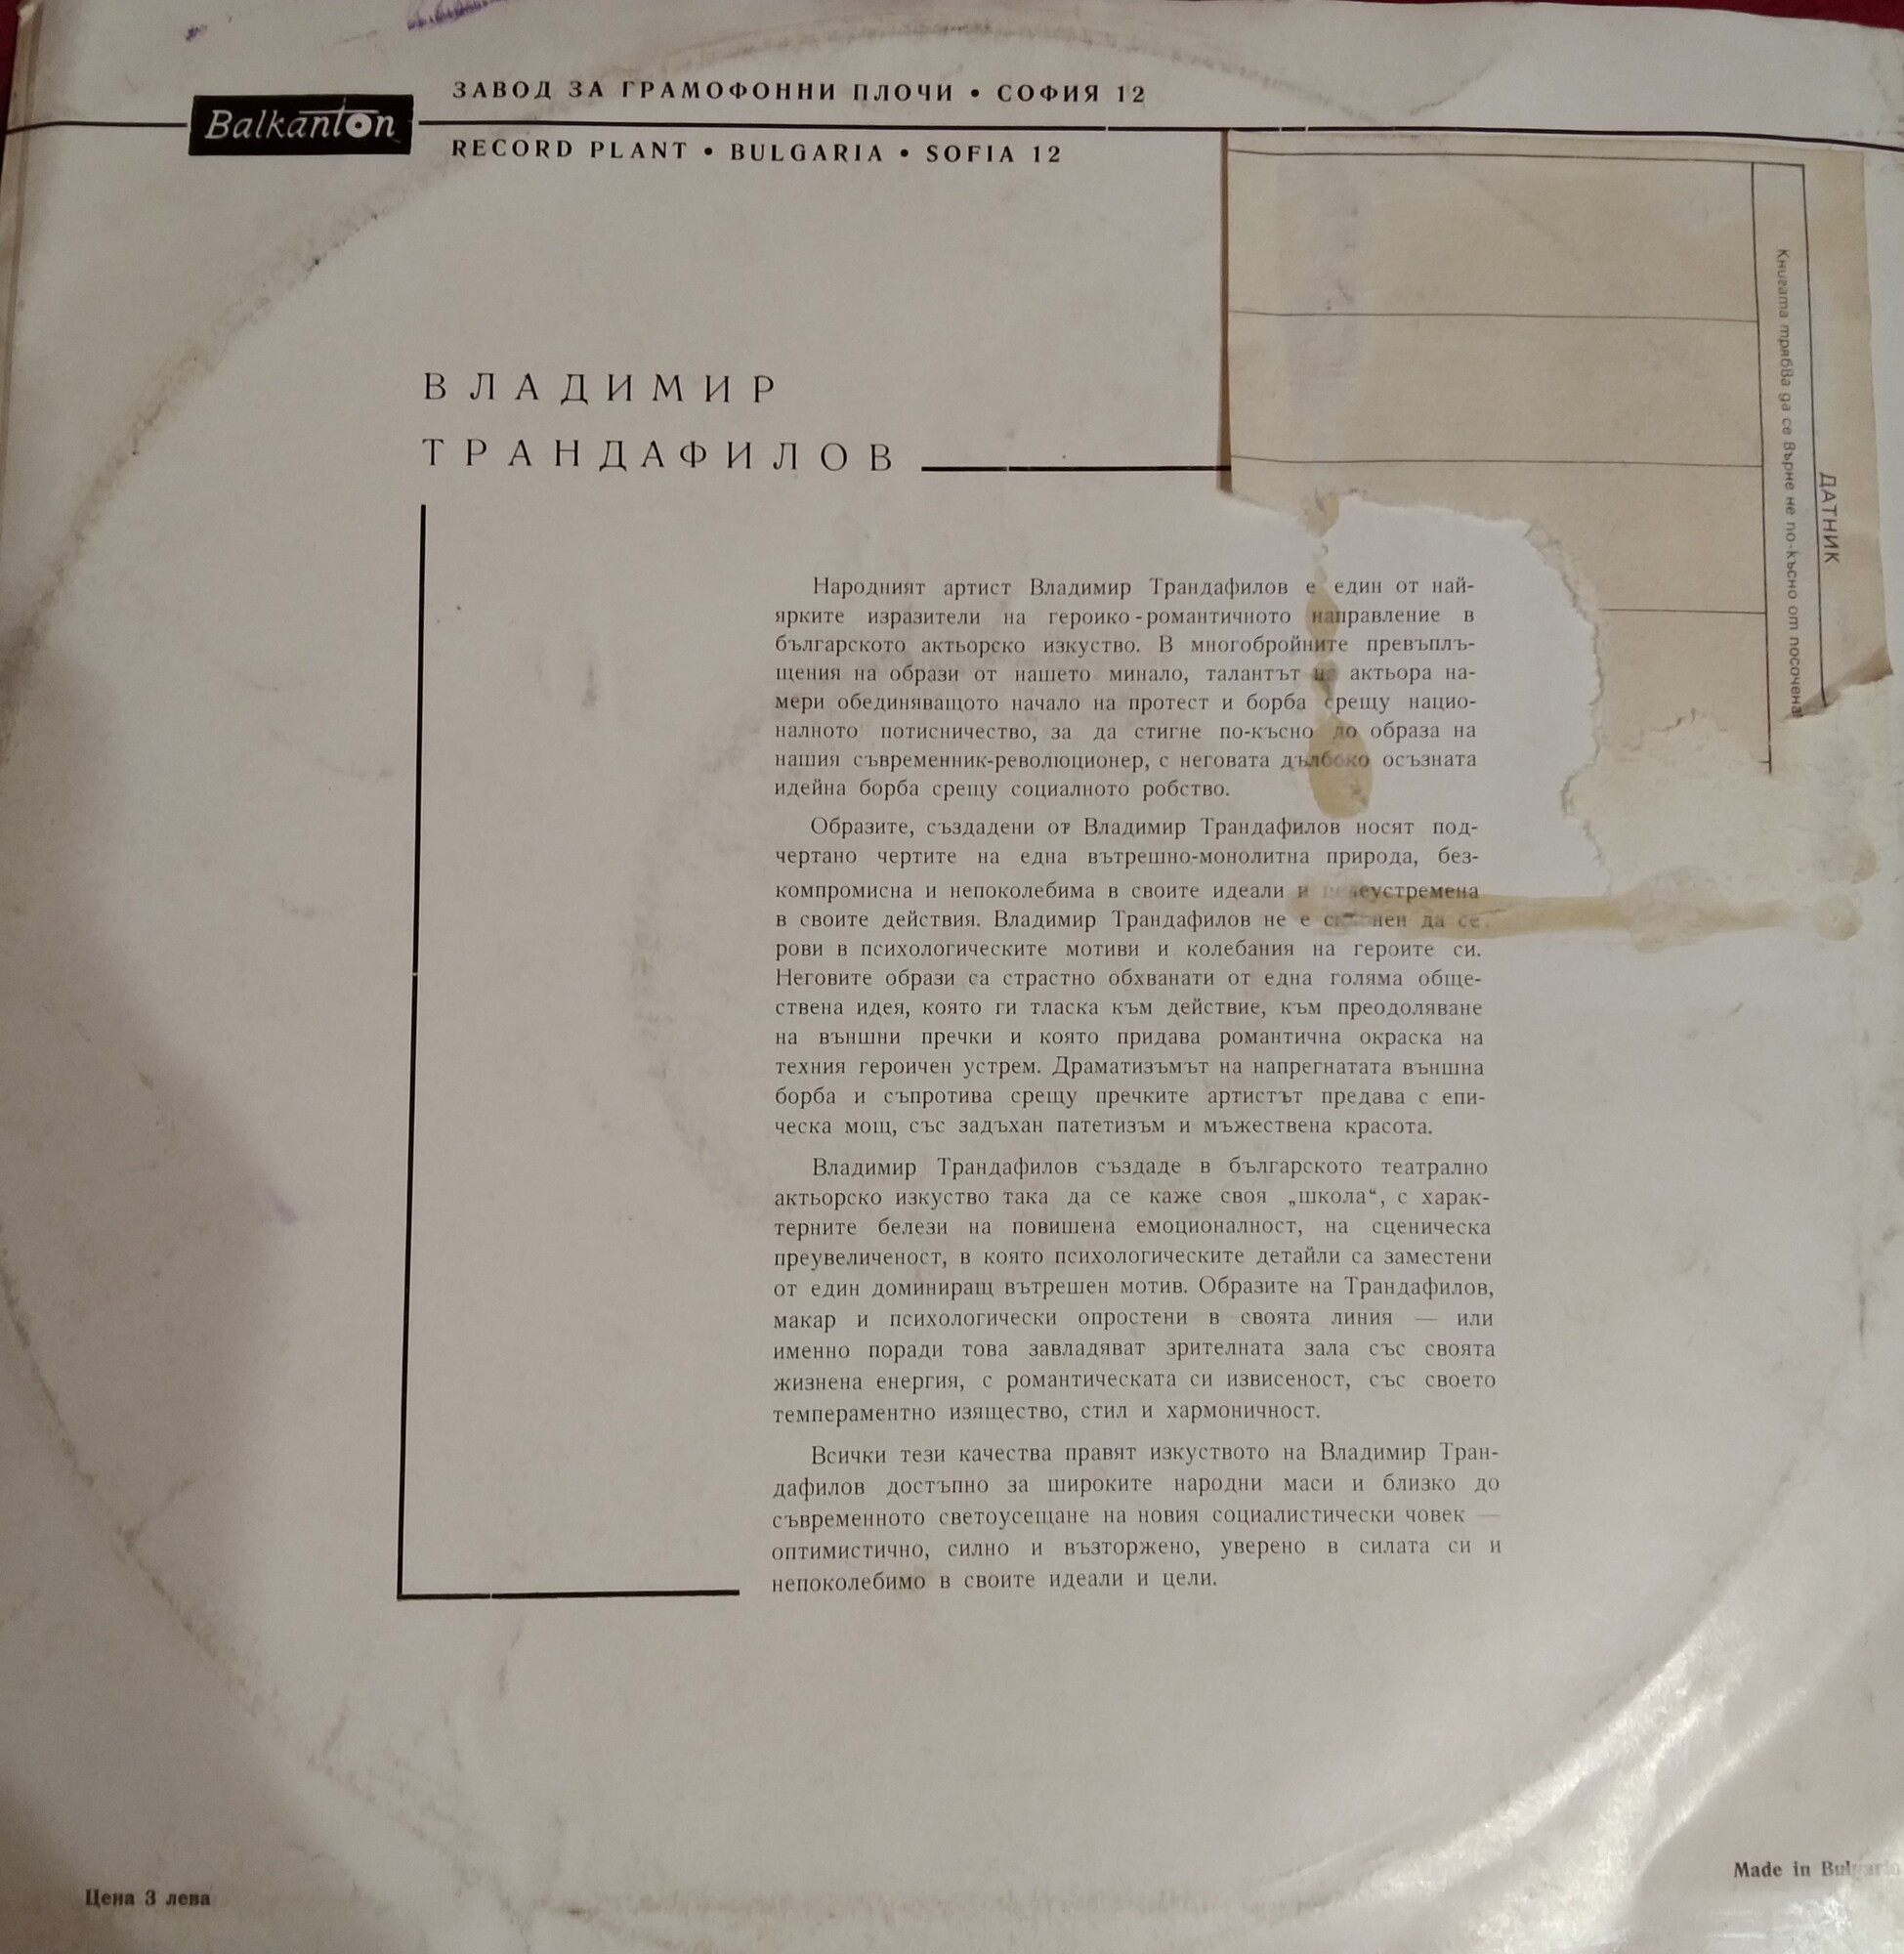 ЗАВОД ЗА ГРАМОФОННИ ПЛОЧИ • СОФИЯ 12
Balkanton
RECORD PLANT • BULGARIA • SOFIA 12
ДАТНИК
Книгата трябва да се върне не по-късно от посочена
ВЛАДИМИР
ТРАНДАФИЛОВ
Народният артист Владимир Трандафилов е един от най-
ярките изразители на героико-романтичното направление в
българското актьорско изкуство. В многобройните превъплъ-
щения на образи от нашето минало, талантът на актьора на-
мери обединяващото начало на протест и борба срещу нацио-
налното потисничество, за да стигне по-късно до образа на
нашия съвременник-революционер, с неговата дълбоко осъзната
идейна борба срещу социалното робство.
Образите, създадени от Владимир Трандафилов носят под-
чертано чертите на една вътрешно-монолитна природа, без-
компромисна и непоколебима в своите идеали и
в своите действия. Владимир Трандафилов не е да се
рови в психологическите мотиви и колебания на героите си.
Неговите образи са страстно обхванати от една голяма обще-
ствена идея, която ги тласка към действие, към преодоляване
на външни пречки и която придава романтична окраска на
техния героичен устрем. Драматизъмът на напрегнатата външна
борба и съпротива срещу пречките артистът предава с епи-
ческа мощ, със задъхан патетизъм и мъжествена красота.
Владимир Трандафилов създаде в българското театрално
актьорско изкуство така да се каже своя „школа“, с харак-
терните белези на повишена емоционалност, на сценическа
преувеличеност, в която психологическите детайли са заместени
от един доминиращ вътрешен мотив. Образите на Трандафилов,
макар и психологически опростени в своята линия — или
именно поради това завладяват зрителната зала със своята
жизнена енергия, с романтическата си извисеност, със своето
темпераментно изящество, стил и хармоничност.
Всички тези качества правят изкуството на Владимир Тран-
дафилов достъпно за широките народни маси и близко до
съвременното светоусещане на новия социалистически човек —
оптимистично, силно и възторжено, уверено в силата си и
непоколебимо в своите идеали и цели.
Цена 3 лева
Made in Bulgaria